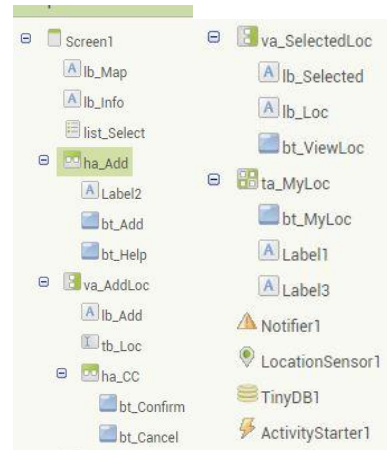 Screen1
lb_Map
lb_Info
list_Select
ha_Add
Label2
bt_Add
bt_Help
va_AddLoc
lb_Add
tb_Loc
ha_CC
bt_Confirm
bt_Cancel
va_SelectedLoc
lb_Selected
lb_Loc
bt_ViewLoc
ta_MyLoc
bt_MyLoc
Label1
Label3
Notifier1
LocationSensor1
TinyDB1
ActivityStarter1